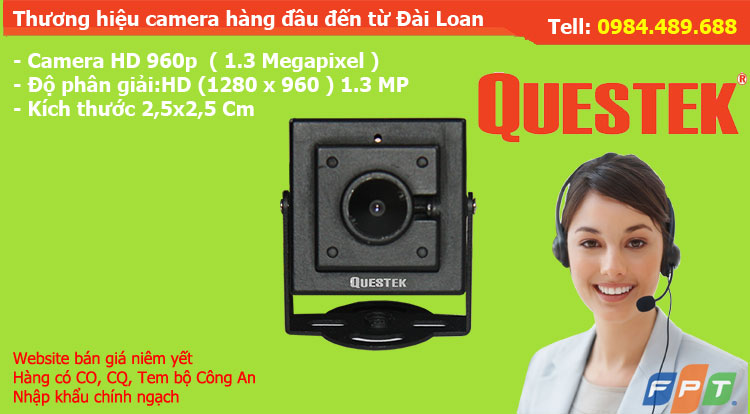 Thương hiệu camera hàng đầu đến từ Đài Loan
Tell: 0984.489.688
- Camera HD 960p ( 1.3 Megapixel )
- Độ phân giải:HD (1280 x 960 ) 1.3 MP
- Kích thước 2,5x2,5 Cm
QUESTEK®
QUESTEK
Website bán giá niêm yết
Hàng có CO, CQ, Tem bộ Công An
Nhập khẩu chính ngạch
FPT